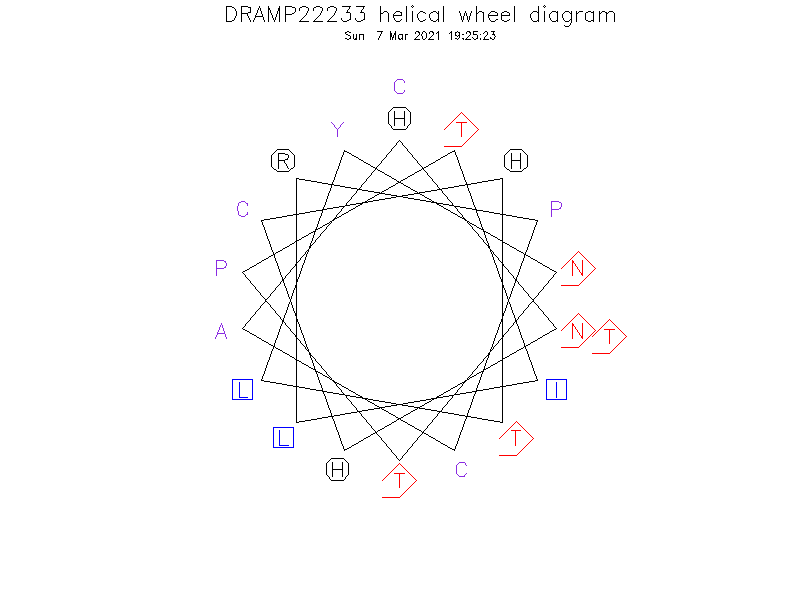 DRAMP22233 helical wheel diagram
Sun 7 Mar 2021 19:25:23
C
H
Y T
R H
C P
P N
A N T
L I
L T
H T C